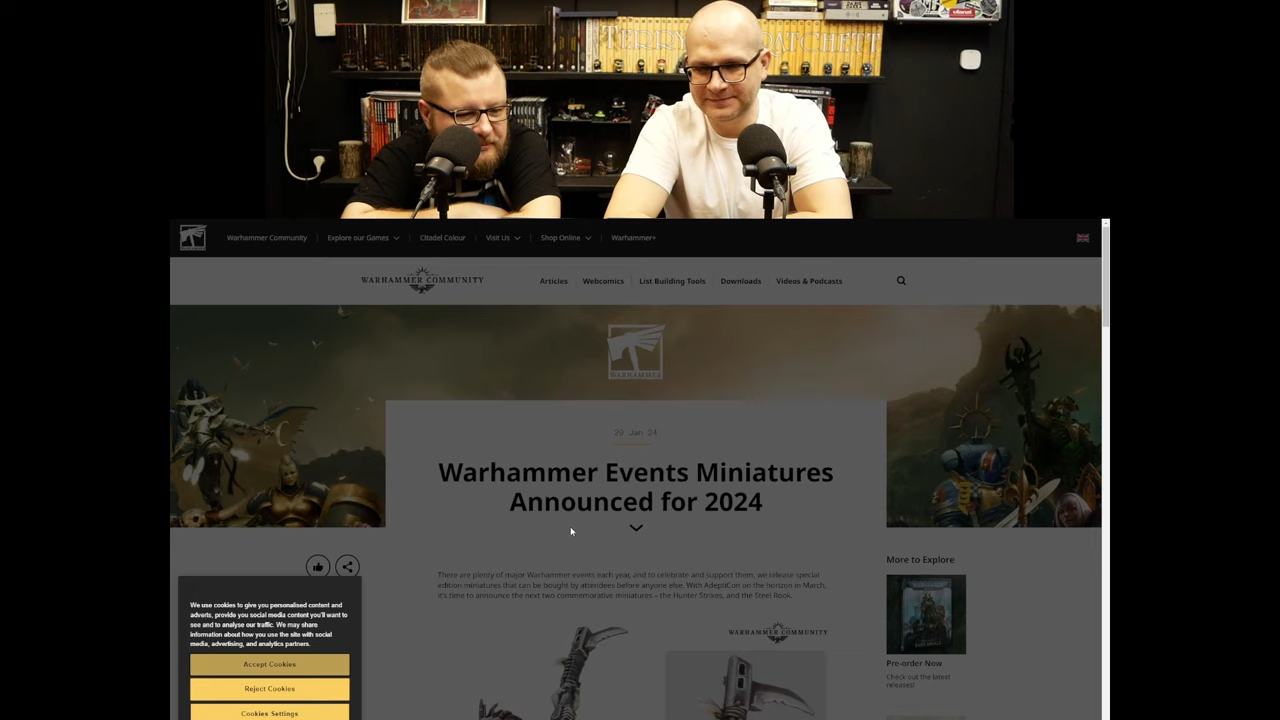 TERRY PRATCHETT
Warhammer Community
Explore our Games
Citadel Colour
Visit Us
Shop Online
Warhammer+
WARHAMMER COMMUNITY
Articles
Webcomics
List Building Tools
Downloads
Videos & Podcasts
WARHAMMER
29 Jan 24
Warhammer Events Miniatures
Announced for 2024
There are plenty of major Warhammer events each year, and to celebrate and support them, we release special
edition miniatures that can be bought by attendees before anyone else. With AdeptiCon on the horizon in March,
it's time to announce the next two commemorative miniatures – the Hunter Strikes, and the Steel Rook.
WARHAMMER COMMUNITY
More to Explore
Pre-order Now
Check out the latest
releases!
We use cookies to give you personalised content and
adverts, provide you social media content you'll want to
see and to analyse our traffic. We may share
information about how you use the site with social
media, advertising, and analytics partners.
Accept Cookies
Reject Cookies
Cookies Settings